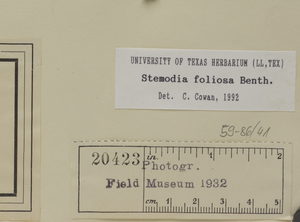 UNIVERSITY OF TEXAS HERBARIUM (LL,TEX)
Stemodia foliosa Benth.
Det. C. Cowan, 1992
59-86/41
20423 in. 1 2
Photogr.
Field Museum 1932
cm. 1 2 3 4 5